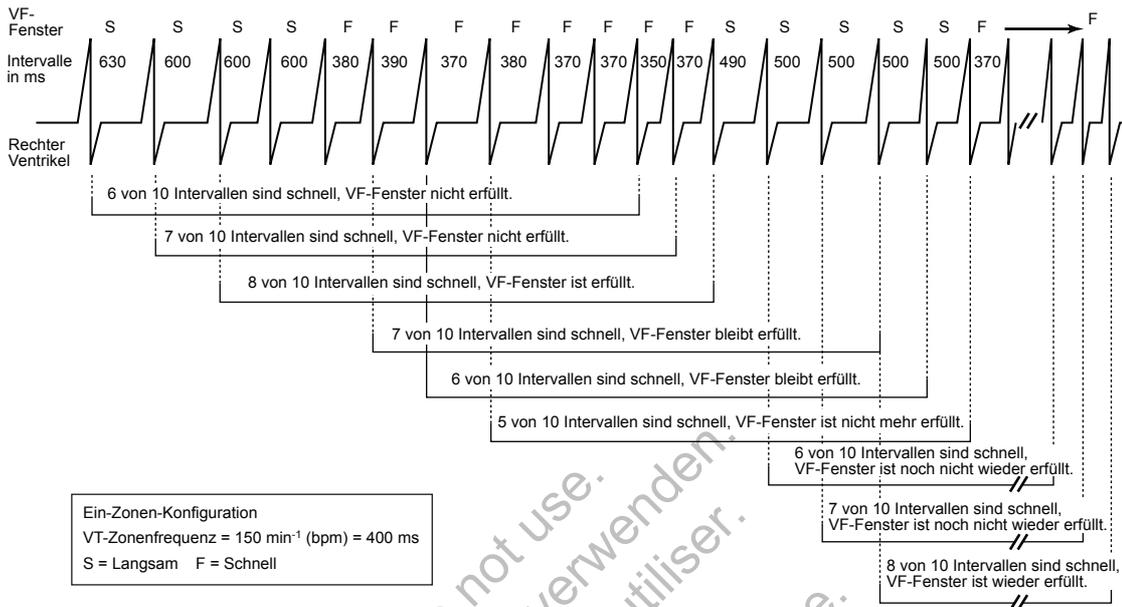 VF-
Fenster
S S S S F F F F F F F F S S S S S F F
Intervalle
in ms
630 600 600 600 380 390 370 380 370 370 350 370 490 500 500 500 500 370
Rechter
Ventrikel
6 von 10 Intervallen sind schnell, VF-Fenster nicht erfüllt.
7 von 10 Intervallen sind schnell, VF-Fenster nicht erfüllt.
8 von 10 Intervallen sind schnell, VF-Fenster ist erfüllt.
7 von 10 Intervallen sind schnell, VF-Fenster bleibt erfüllt.
6 von 10 Intervallen sind schnell, VF-Fenster bleibt erfüllt.
5 von 10 Intervallen sind schnell, VF-Fenster ist nicht mehr erfüllt.
6 von 10 Intervallen sind schnell,
VF-Fenster ist noch nicht wieder erfüllt.
7 von 10 Intervallen sind schnell,
VF-Fenster ist noch nicht wieder erfüllt.
8 von 10 Intervallen sind schnell,
VF-Fenster ist wieder erfüllt.
Ein-Zonen-Konfiguration
VT-Zonenfrequenz = 150 min⁻¹ (bpm) = 400 ms
S = Langsam F = Schnell
not use.
verwenden.
utiliser.